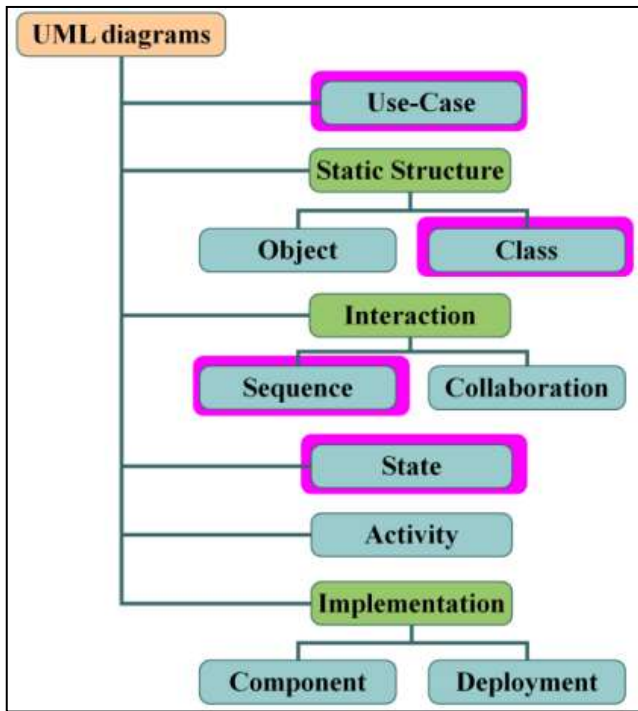 UML diagrams
Use-Case
Static Structure
Object
Class
Interaction
Sequence
Collaboration
State
Activity
Implementation
Component
Deployment